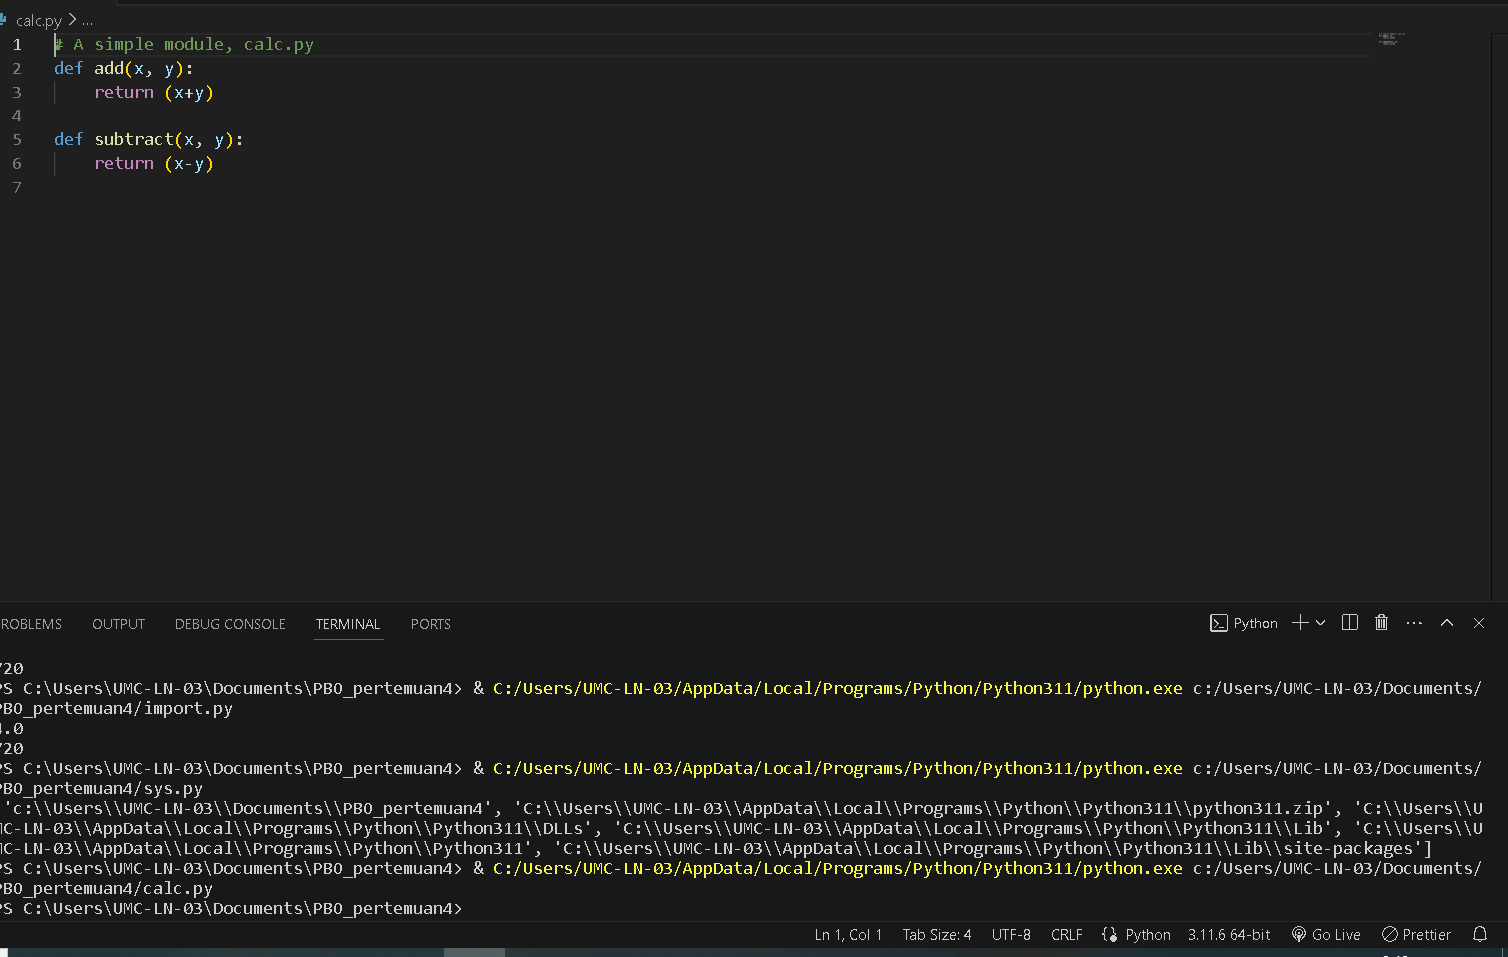 calc.py > ...
1 # A simple module, calc.py
2 def add(x, y):
3     return (x+y)
4
5 def subtract(x, y):
6     return (x-y)
7
ROBLEMS OUTPUT DEBUG CONSOLE TERMINAL PORTS Python
720
PS C:\Users\UMC-LN-03\Documents\PBO_pertemuan4> & C:/Users/UMC-LN-03/AppData/Local/Programs/Python/Python311/python.exe c:/Users/UMC-LN-03/Documents/
PBO_pertemuan4/import.py
4.0
720
PS C:\Users\UMC-LN-03\Documents\PBO_pertemuan4> & C:/Users/UMC-LN-03/AppData/Local/Programs/Python/Python311/python.exe c:/Users/UMC-LN-03/Documents/
PBO_pertemuan4/sys.py
'c:\\Users\\UMC-LN-03\\Documents\\PBO_pertemuan4', 'C:\\Users\\UMC-LN-03\\AppData\\Local\\Programs\\Python\\Python311\\python311.zip', 'C:\\Users\\U
MC-LN-03\\AppData\\Local\\Programs\\Python\\Python311\\DLLs', 'C:\\Users\\UMC-LN-03\\AppData\\Local\\Programs\\Python\\Python311\\Lib', 'C:\\Users\\U
MC-LN-03\\AppData\\Local\\Programs\\Python\\Python311', 'C:\\Users\\UMC-LN-03\\AppData\\Local\\Programs\\Python\\Python311\\Lib\\site-packages']
PS C:\Users\UMC-LN-03\Documents\PBO_pertemuan4> & C:/Users/UMC-LN-03/AppData/Local/Programs/Python/Python311/python.exe c:/Users/UMC-LN-03/Documents/
PBO_pertemuan4/calc.py
PS C:\Users\UMC-LN-03\Documents\PBO_pertemuan4>
Ln 1, Col 1 Tab Size: 4 UTF-8 CRLF Python 3.11.6 64-bit Go Live Prettier